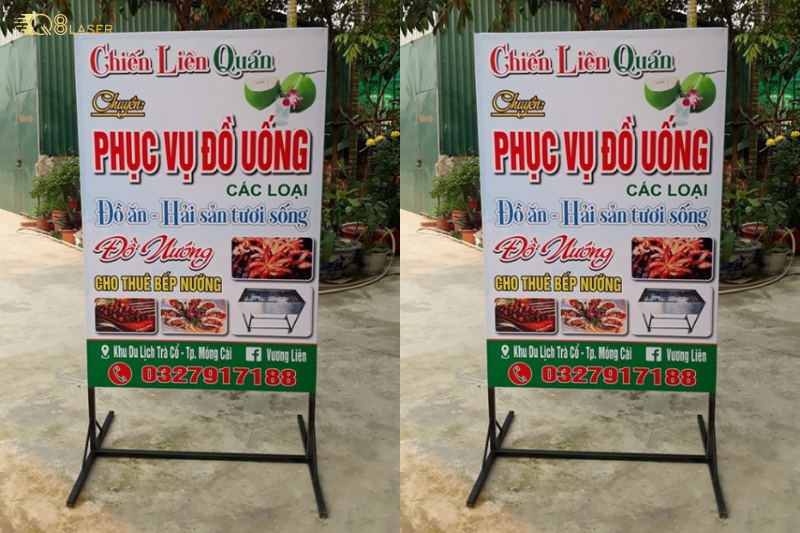 Q8LASER
Chiến Liên Quán
Chuyên:
PHỤC VỤ ĐỒ UỐNG
CÁC LOẠI
Đồ ăn - Hải sản tươi sống
Đồ Nướng
CHO THUÊ BẾP NƯỚNG
Khu Du Lịch Trà Cổ - Tp. Móng Cái Vương Liên
0327917188
Chiến Liên Quán
Chuyên:
PHỤC VỤ ĐỒ UỐNG
CÁC LOẠI
Đồ ăn - Hải sản tươi sống
Đồ Nướng
CHO THUÊ BẾP NƯỚNG
Khu Du Lịch Trà Cổ - Tp. Móng Cái Vương Liên
0327917188